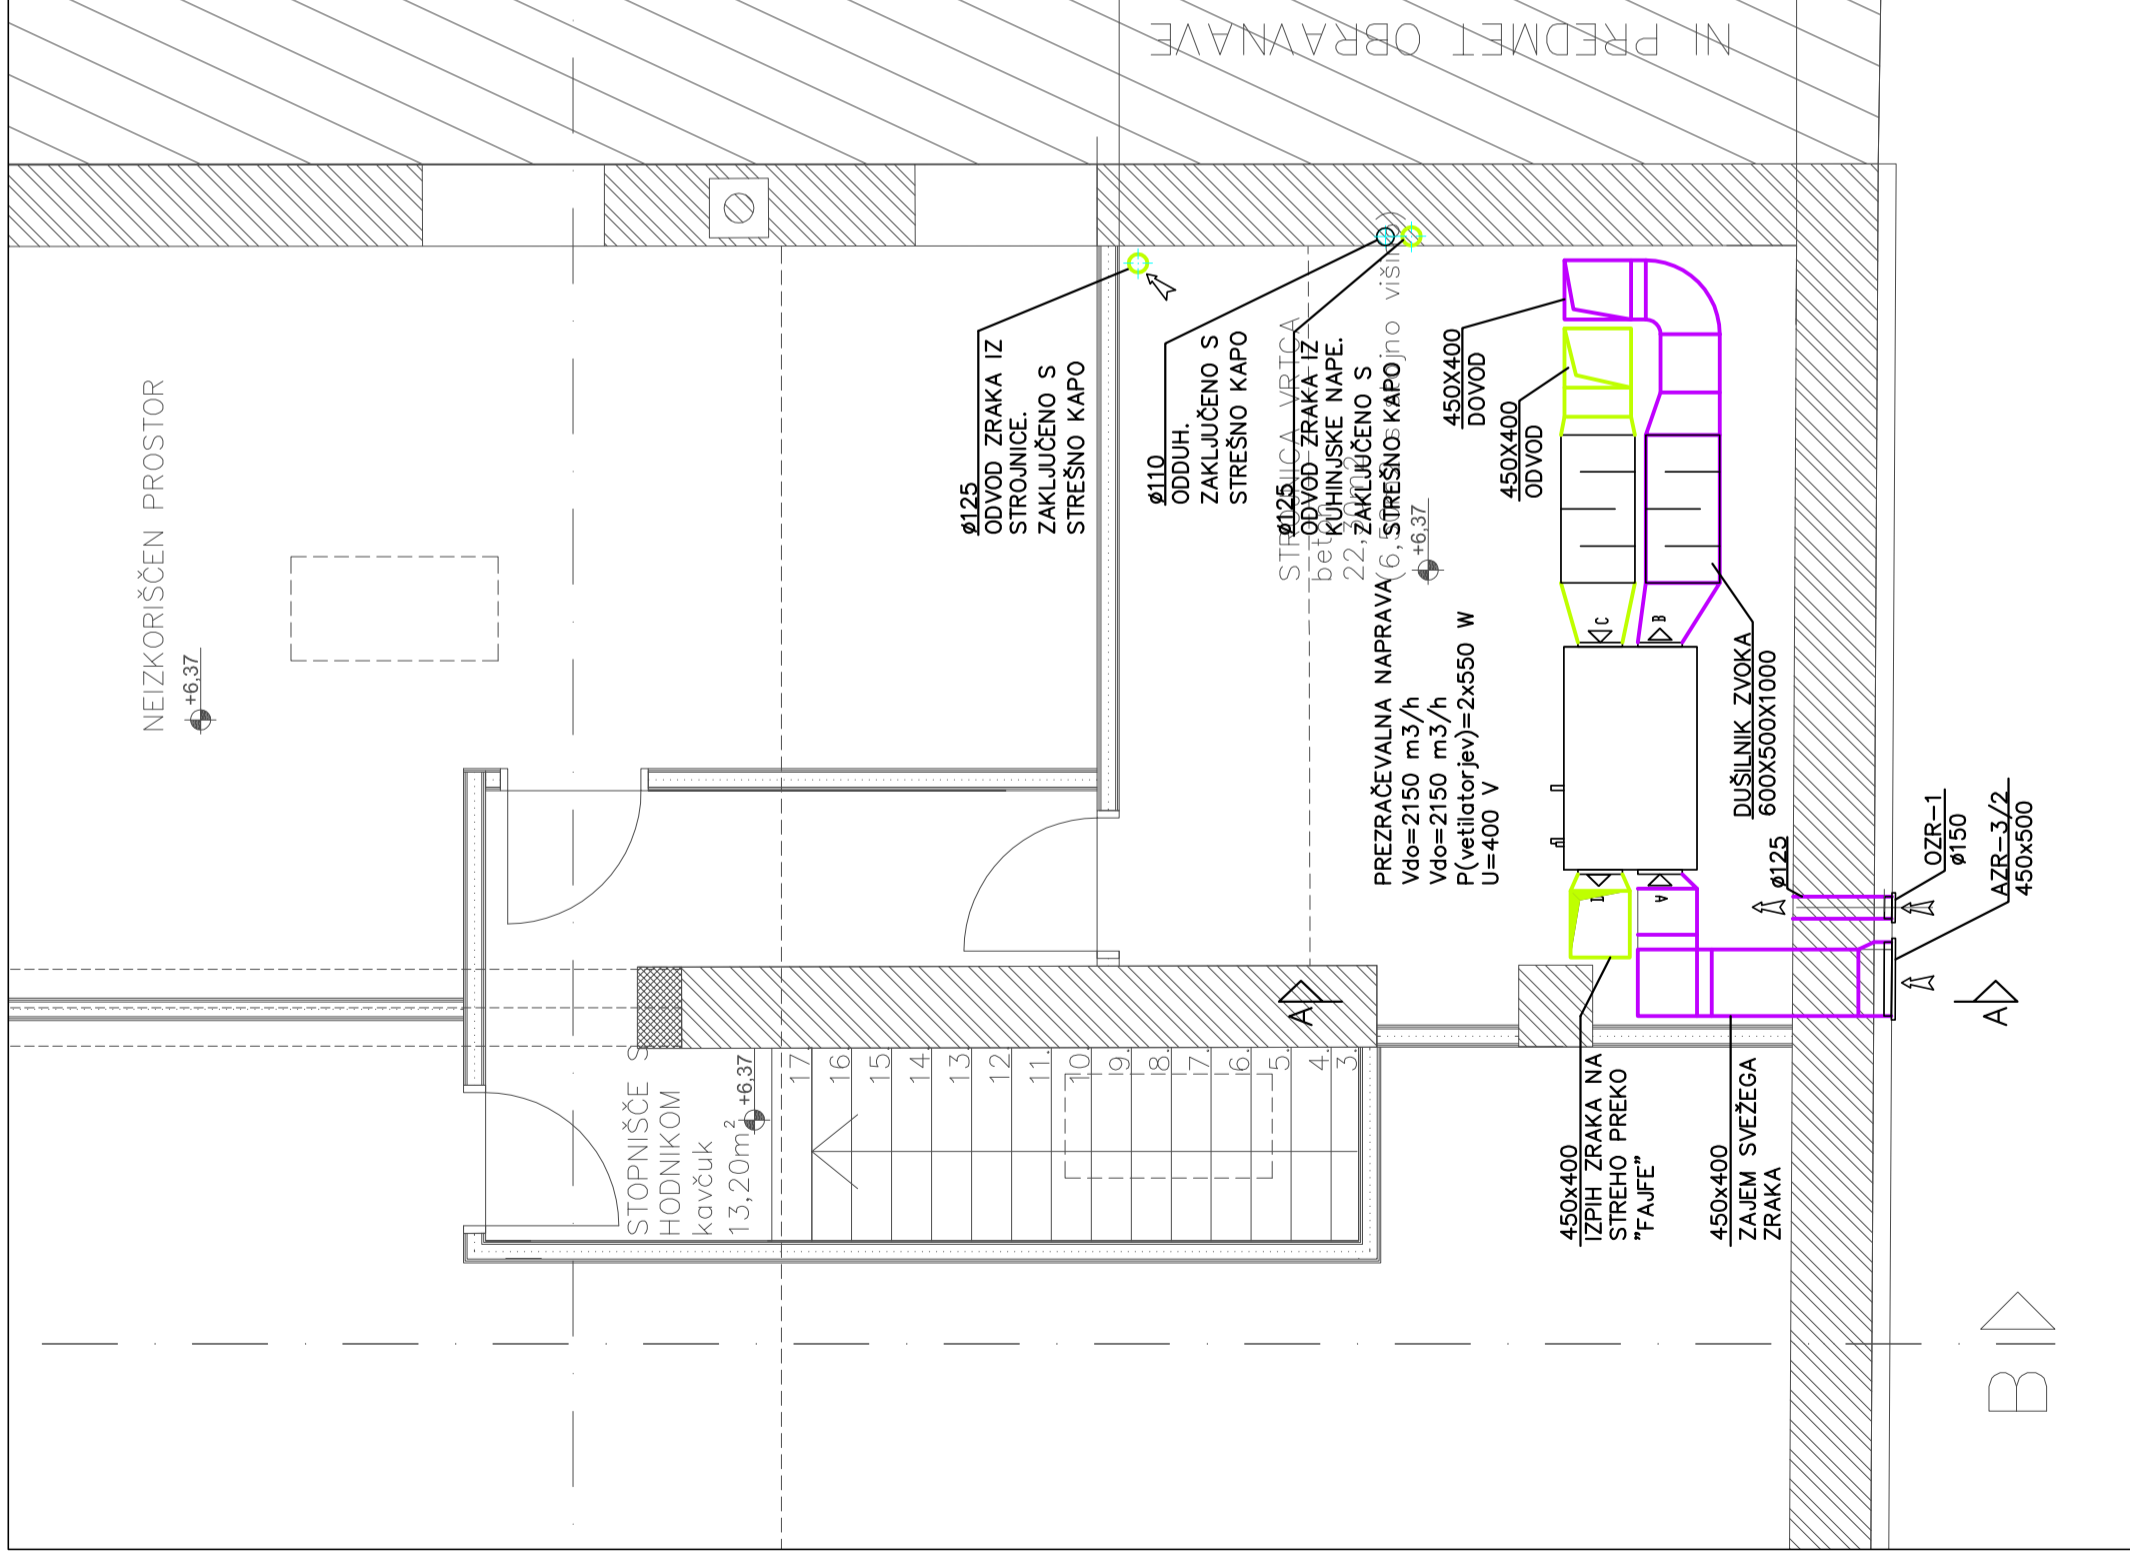 NI PREDMET OBRAVNAVE
NEIZKORIŠČEN PROSTOR
+6,37
ø125
ODVOD ZRAKA IZ
STROJNICE.
ZAKLJUČENO S
STREŠNO KAPO
ø110
ODDUH.
ZAKLJUČENO S
STREŠNO KAPO
ø125
ODVOD ZRAKA IZ
KUHINJSKE NAPE.
ZAKLJUČENO S
STREŠNO KAPO
STROJNICA VRTCA
beton
+6,37
450X400
DOVOD
450X400
ODVOD
PREZRAČEVALNA NAPRAVA
Vdo=2150 m3/h
Vdo=2150 m3/h
P(vetilatorjev)=2x550 W
U=400 V
C
B
A
DUŠILNIK ZVOKA
600X500X1000
ø125
OZR-1
ø150
AZR-3/2
450x500
A
A
STOPNIŠČE S
HODNIKOM
kavčuk
13,20m²
+6,37
17.
16.
15.
14.
13.
12.
11.
10.
9.
8.
7.
6.
5.
4.
3.
450x400
IZPIH ZRAKA NA
STREHO PREKO
"FAJFE"
450x400
ZAJEM SVEŽEGA
ZRAKA
B